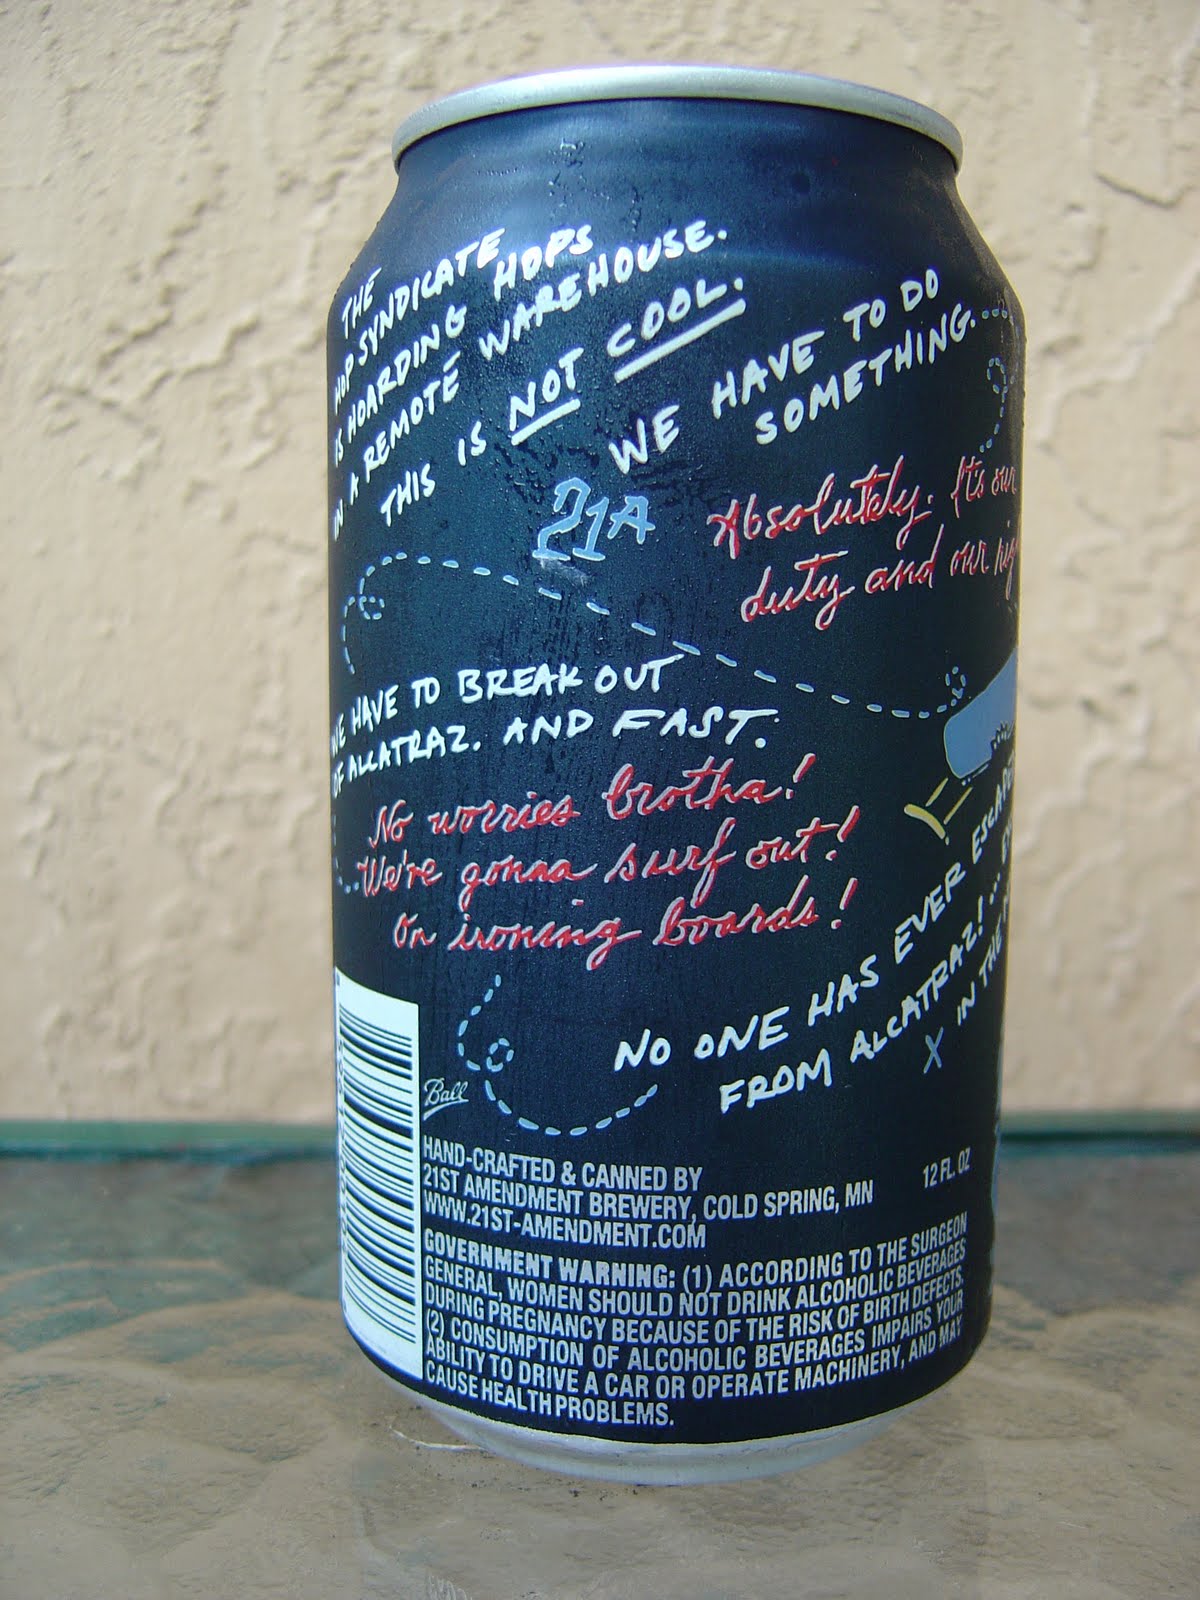 THE
HOP SYNDICATE
IS HOARDING HOPS
IN A REMOTE WAREHOUSE.
THIS IS NOT COOL.
WE HAVE TO DO
SOMETHING.
21A
Absolutely. It's our
duty and our
WE HAVE TO BREAK OUT
OF ALCATRAZ. AND FAST.
No worries brotha!
We're gonna surf out!
On ironing boards!
NO ONE HAS EVER ESCAPED
FROM ALCATRAZ!...
IN THE
X
Ball
HAND-CRAFTED & CANNED BY
21ST AMENDMENT BREWERY, COLD SPRING, MN
WWW.21ST-AMENDMENT.COM
12 FL. OZ
GOVERNMENT WARNING: (1) ACCORDING TO THE SURGEON
GENERAL, WOMEN SHOULD NOT DRINK ALCOHOLIC BEVERAGES
DURING PREGNANCY BECAUSE OF THE RISK OF BIRTH DEFECTS.
(2) CONSUMPTION OF ALCOHOLIC BEVERAGES IMPAIRS YOUR
ABILITY TO DRIVE A CAR OR OPERATE MACHINERY, AND MAY
CAUSE HEALTH PROBLEMS.